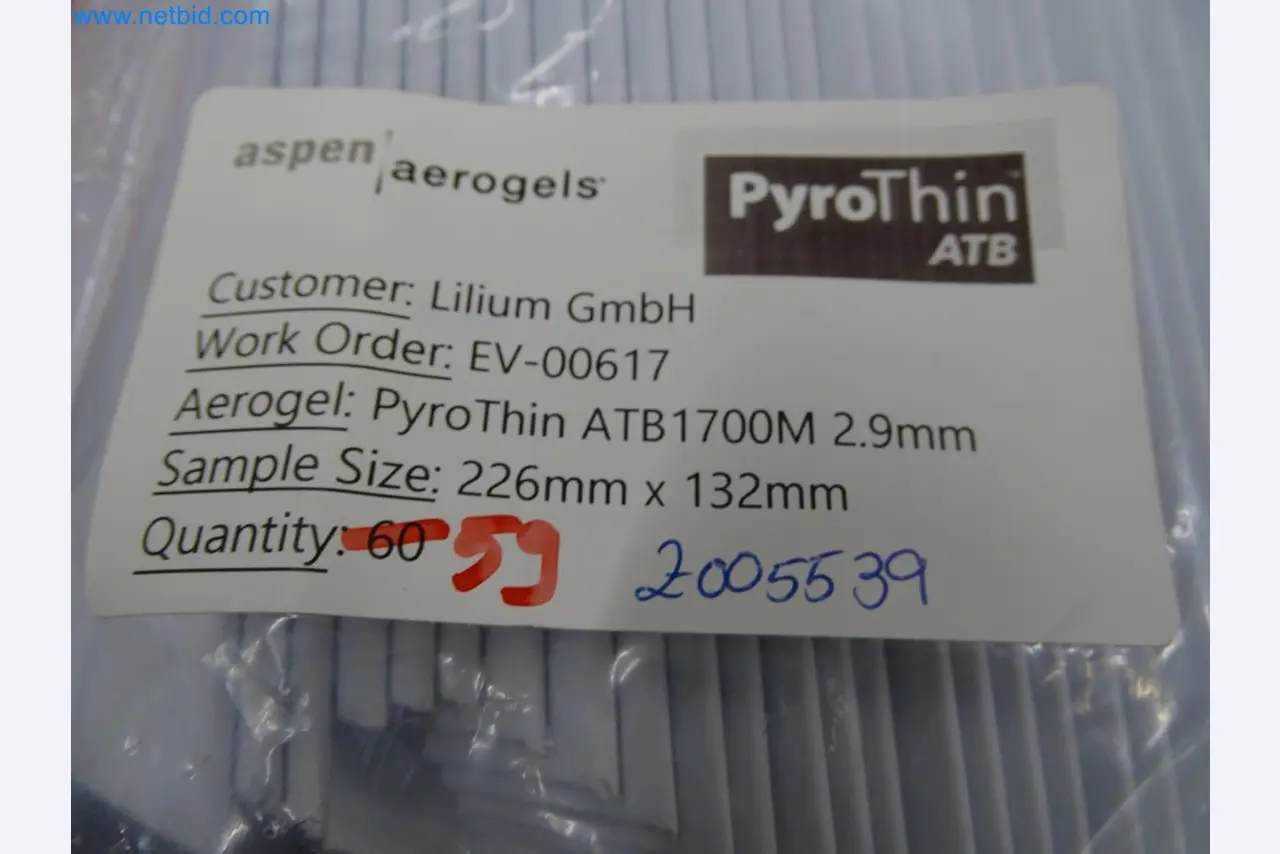 www.netbid.com
aspen aerogels
PyroThin
ATB
Customer: Lilium GmbH
Work Order: EV-00617
Aerogel: PyroThin ATB1700M 2.9mm
Sample Size: 226mm x 132mm
Quantity: 60 59 2005539